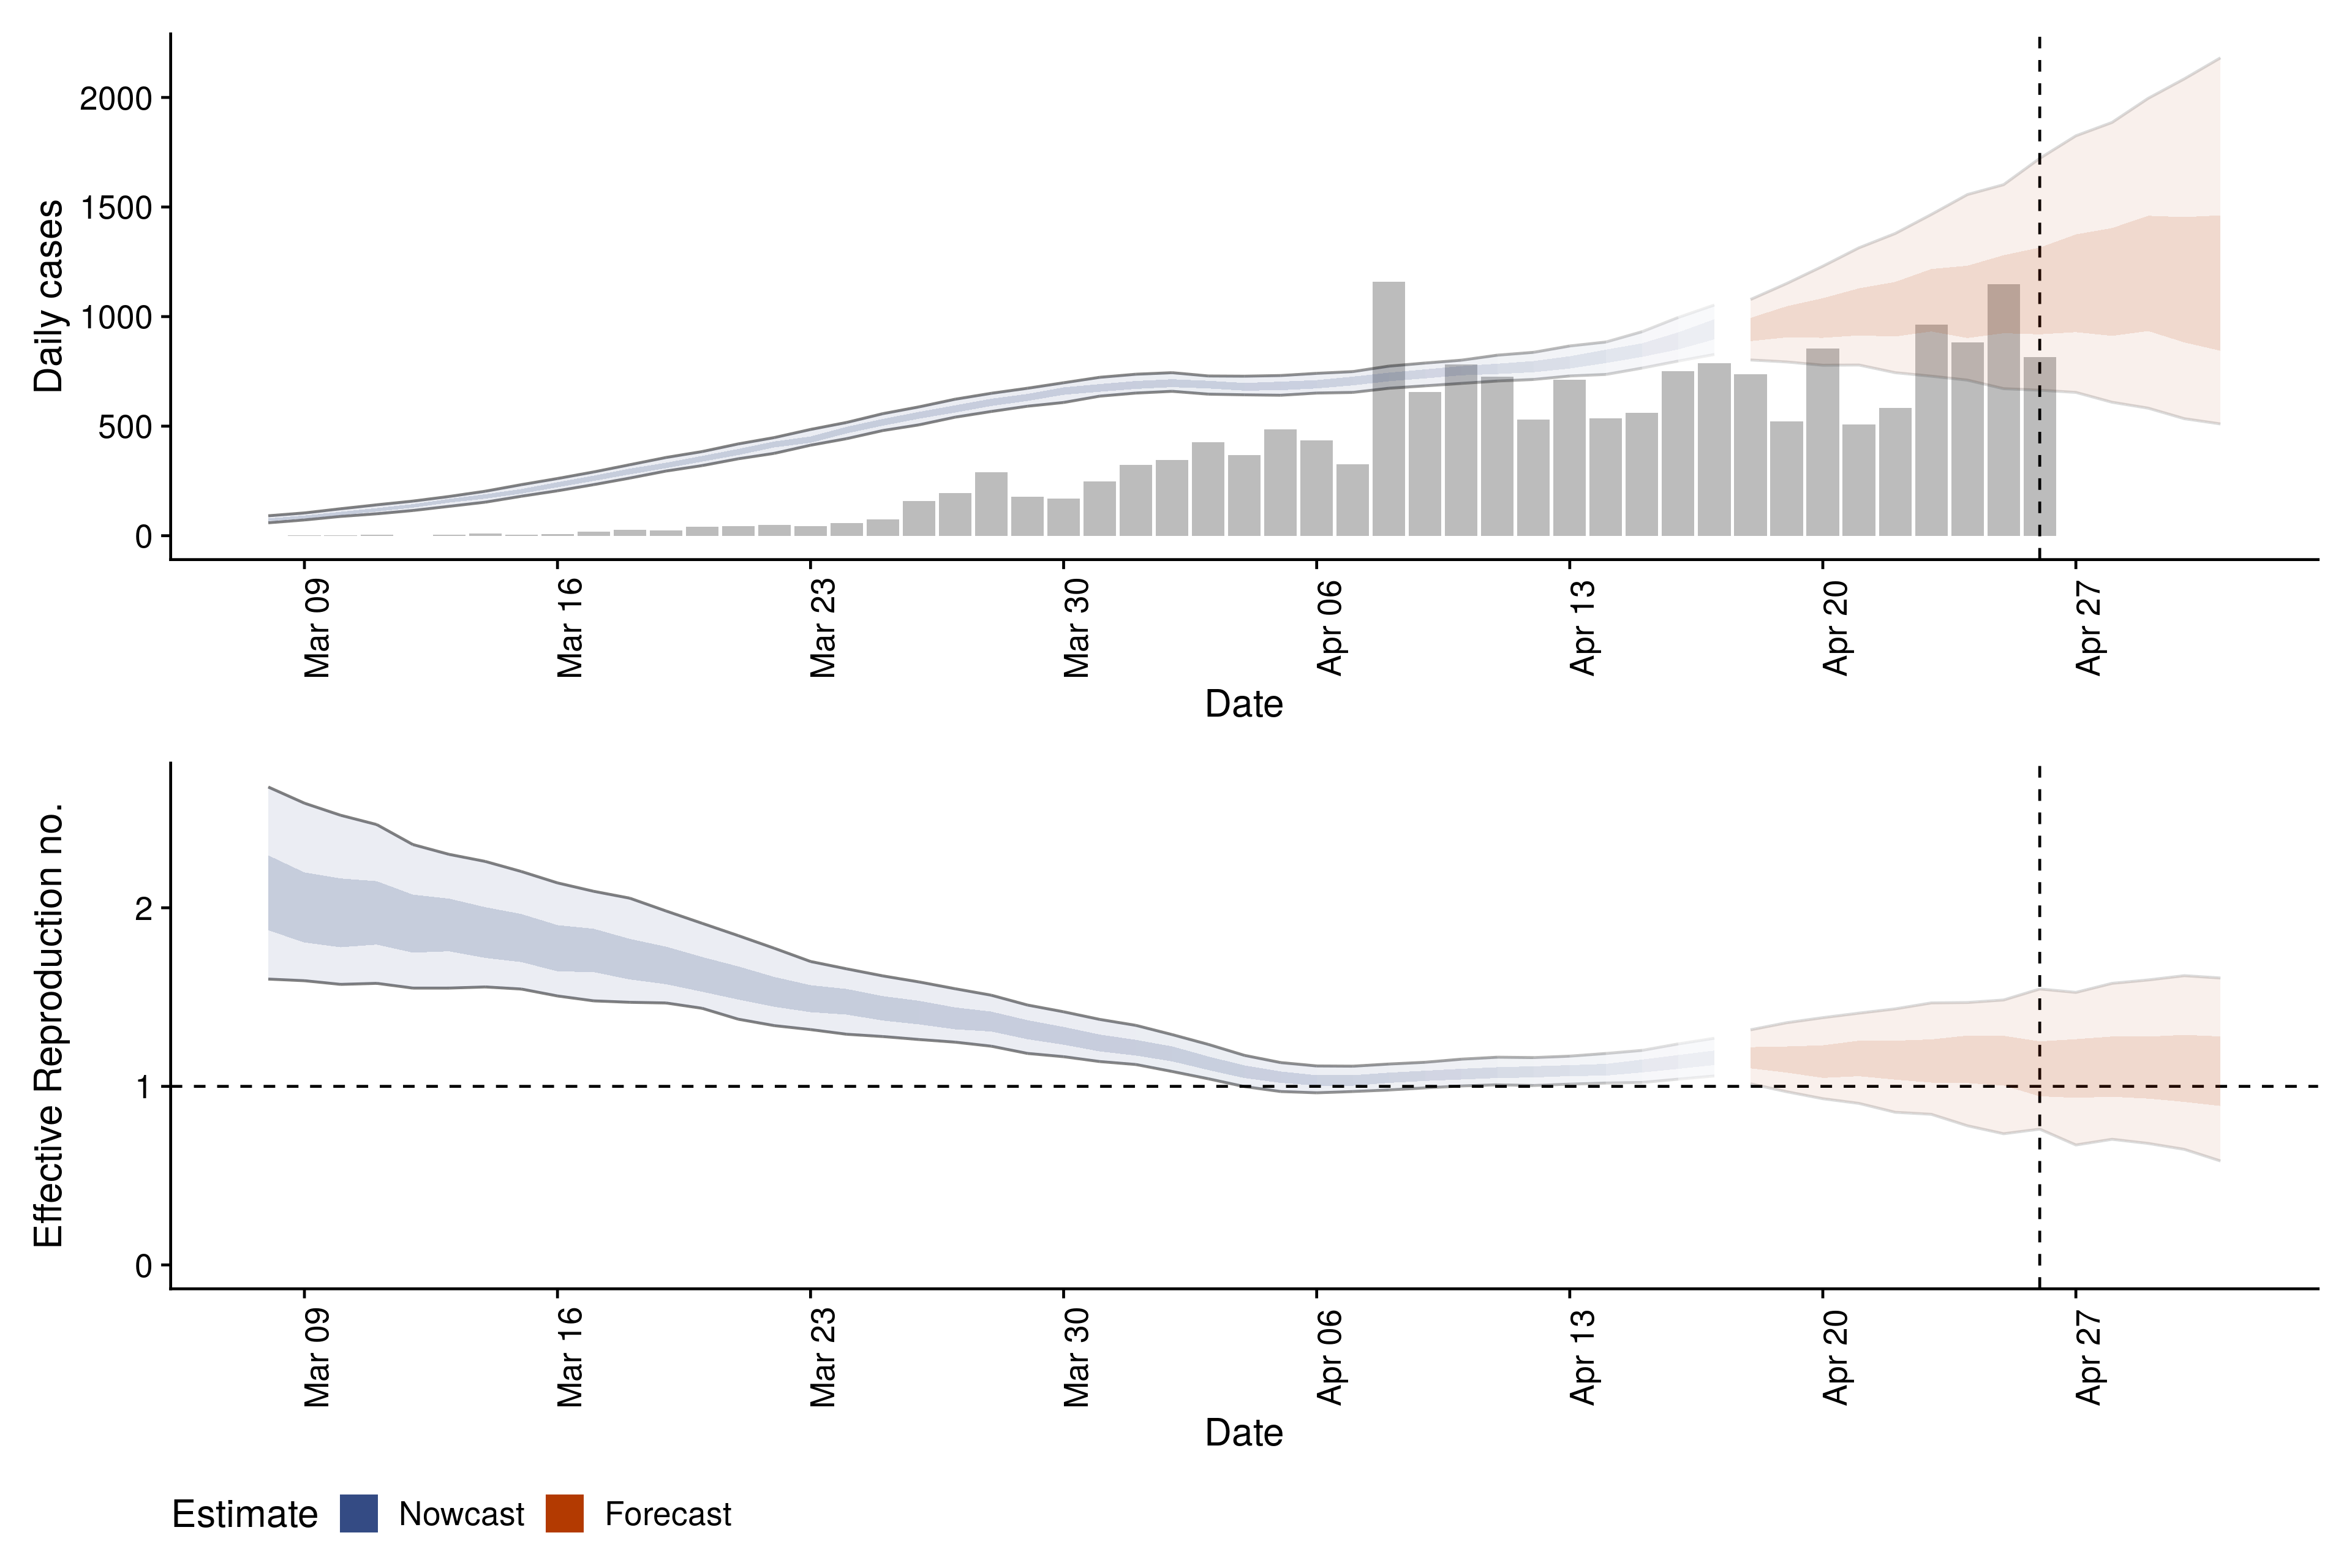 Daily cases
2000
1500
1000
500
0
Mar 09
Mar 16
Mar 23
Mar 30
Apr 06
Apr 13
Apr 20
Apr 27
Date
Effective Reproduction no.
2
1
0
Mar 09
Mar 16
Mar 23
Mar 30
Apr 06
Apr 13
Apr 20
Apr 27
Date
Estimate Nowcast Forecast